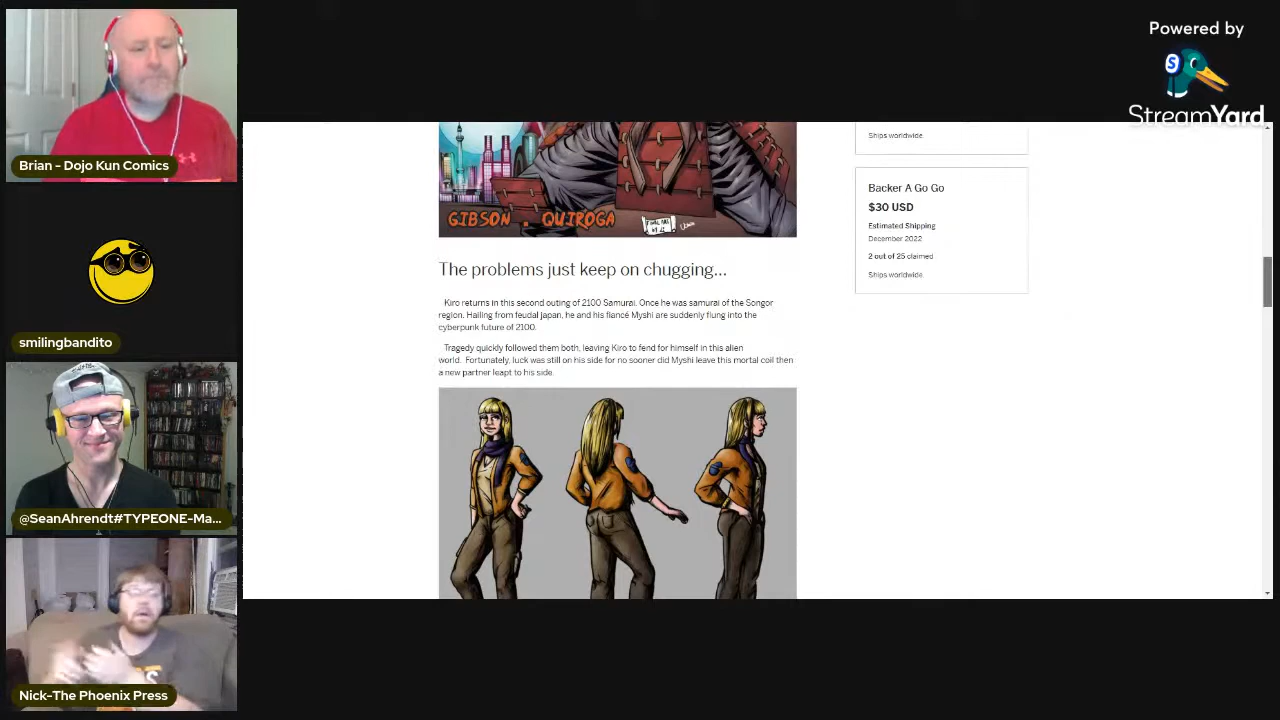 Powered by
S
StreamYard
Brian - Dojo Kun Comics
smilingbandito
@SeanAhrendt#TYPEONE-Ma...
Nick-The Phoenix Press
GIBSON . QUIROGA
The problems just keep on chugging...
Kiro returns in this second outing of 2100 Samurai. Once he was samurai of the Songor
region. Hailing from feudal japan, he and his fiancé Myshi are suddenly flung into the
cyberpunk future of 2100.
Tragedy quickly followed them both, leaving Kiro to fend for himself in this alien
world. Fortunately, luck was still on his side for no sooner did Myshi leave this mortal coil then
a new partner leapt to his side.
Ships worldwide
Backer A Go Go
$30 USD
Estimated Shipping
December 2022
2 out of 25 claimed
Ships worldwide